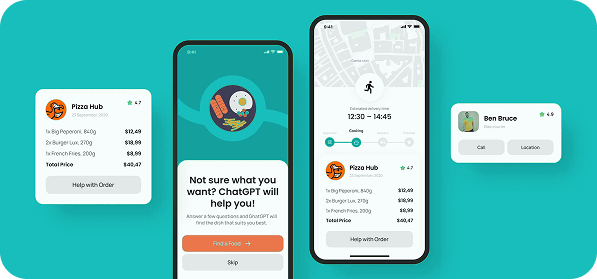 Pizza Hub
4.7
23 September, 2020
1x Big Peperoni, 840g $12,49
2x Burger Lux, 270g $18,99
1x French Fries, 200g $8,99
Total Price $40,47
Help with Order
9:41
Not sure what you
want? ChatGPT will
help you!
Answer a few questions and ChatGPT will
find the dish that suits you best.
Find a Food →
Skip
9:41
Estimated delivery time
12:30 – 14:45
Cooking
Pizza Hub
4.7
23 September, 2020
1x Big Peperoni, 840g $12,49
2x Burger Lux, 270g $18,99
1x French Fries, 200g $8,99
Total Price $40,47
Help with Order
Ben Bruce
4.9
Call
Location